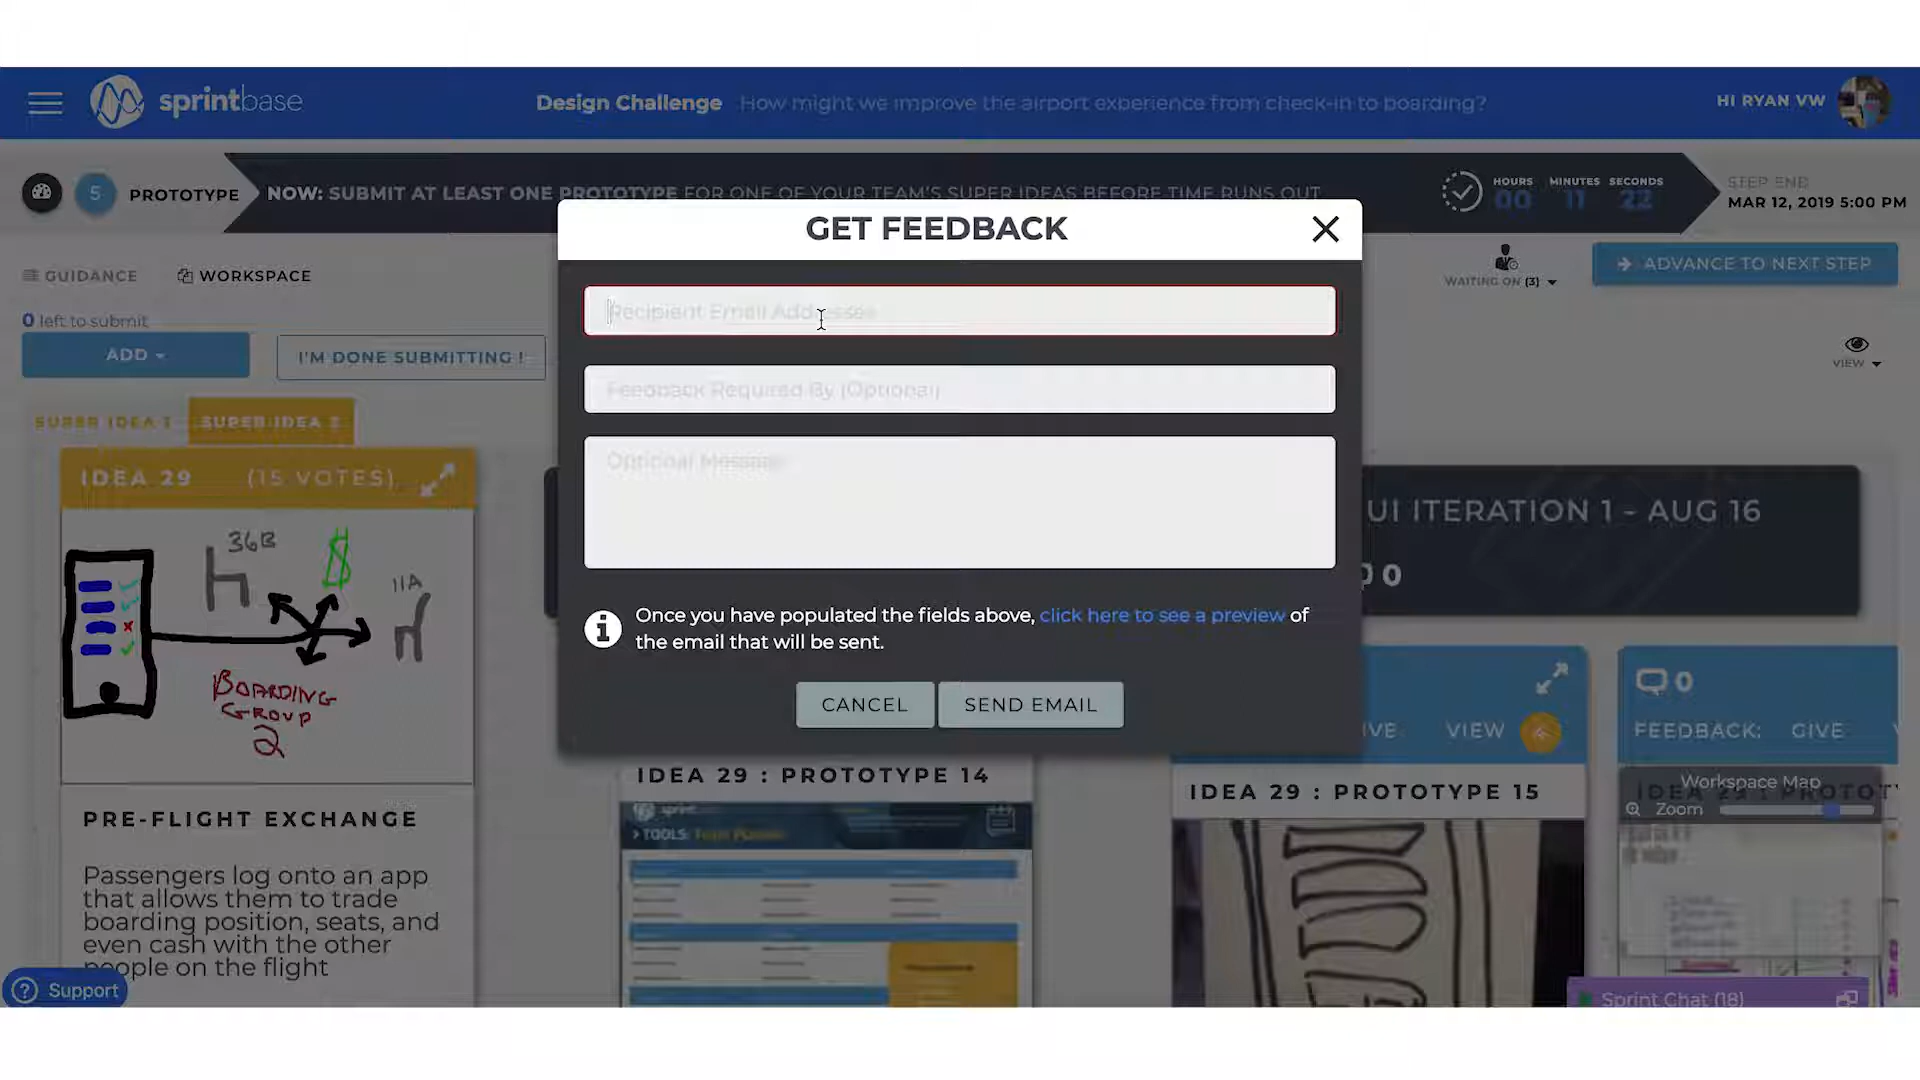 sprintbase
Design Challenge How might we improve the airport experience from check-in to boarding?
HI RYAN VW
5 PROTOTYPE
NOW: SUBMIT AT LEAST ONE PROTOTYPE FOR ONE OF YOUR TEAM'S SUPER IDEAS BEFORE TIME RUNS OUT
HOURS MINUTES SECONDS
00 11 22
STEP END
MAR 12, 2019 5:00 PM
GUIDANCE WORKSPACE
WAITING ON (3)
ADVANCE TO NEXT STEP
0 left to submit
ADD
I'M DONE SUBMITTING !
VIEW
GET FEEDBACK
Recipient Email Addresses
Feedback Required By (Optional)
Optional Message
Once you have populated the fields above, click here to see a preview of
the email that will be sent.
CANCEL
SEND EMAIL
SUPER IDEA 1
SUPER IDEA 2
IDEA 29 (15 VOTES)
36B
$
11A
BOARDING
GROUP
2
PRE-FLIGHT EXCHANGE
Passengers log onto an app
that allows them to trade
boarding position, seats, and
even cash with the other
people on the flight
UI ITERATION 1 - AUG 16
0
VIEW
0
FEEDBACK: GIVE
IDEA 29 : PROTOTYPE 14
sprint
> TOOLS: Team Planner
IDEA 29 : PROTOTYPE 15
Workspace Map
Zoom
Sprint Chat (18)
Support